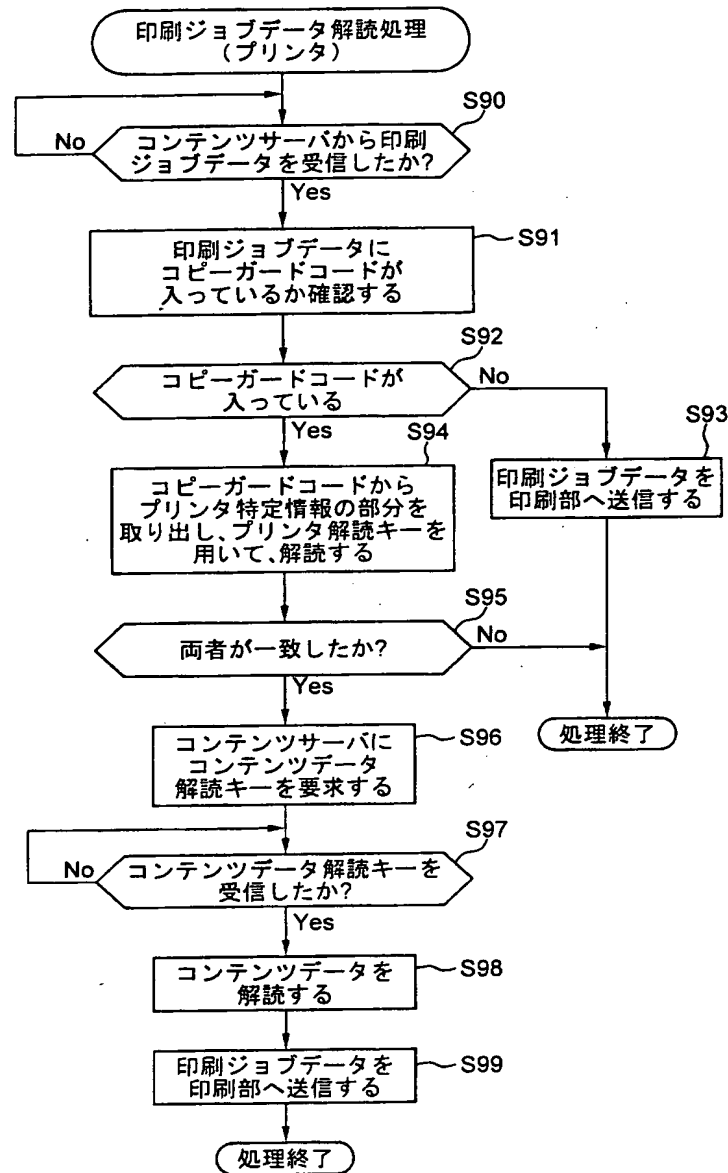 印刷ジョブデータ解読処理
(プリンタ)
S90
コンテンツサーバから印刷
ジョブデータを受信したか?
No
Yes
S91
印刷ジョブデータに
コピーガードコードが
入っているか確認する
S92
コピーガードコードが
入っている
No
Yes
S93
印刷ジョブデータを
印刷部へ送信する
S94
コピーガードコードから
プリンタ特定情報の部分を
取り出し、プリンタ解読キーを
用いて、解読する
S95
両者が一致したか?
No
Yes
処理終了
S96
コンテンツサーバに
コンテンツデータ
解読キーを要求する
S97
コンテンツデータ解読キーを
受信したか?
No
Yes
S98
コンテンツデータを
解読する
S99
印刷ジョブデータを
印刷部へ送信する
処理終了